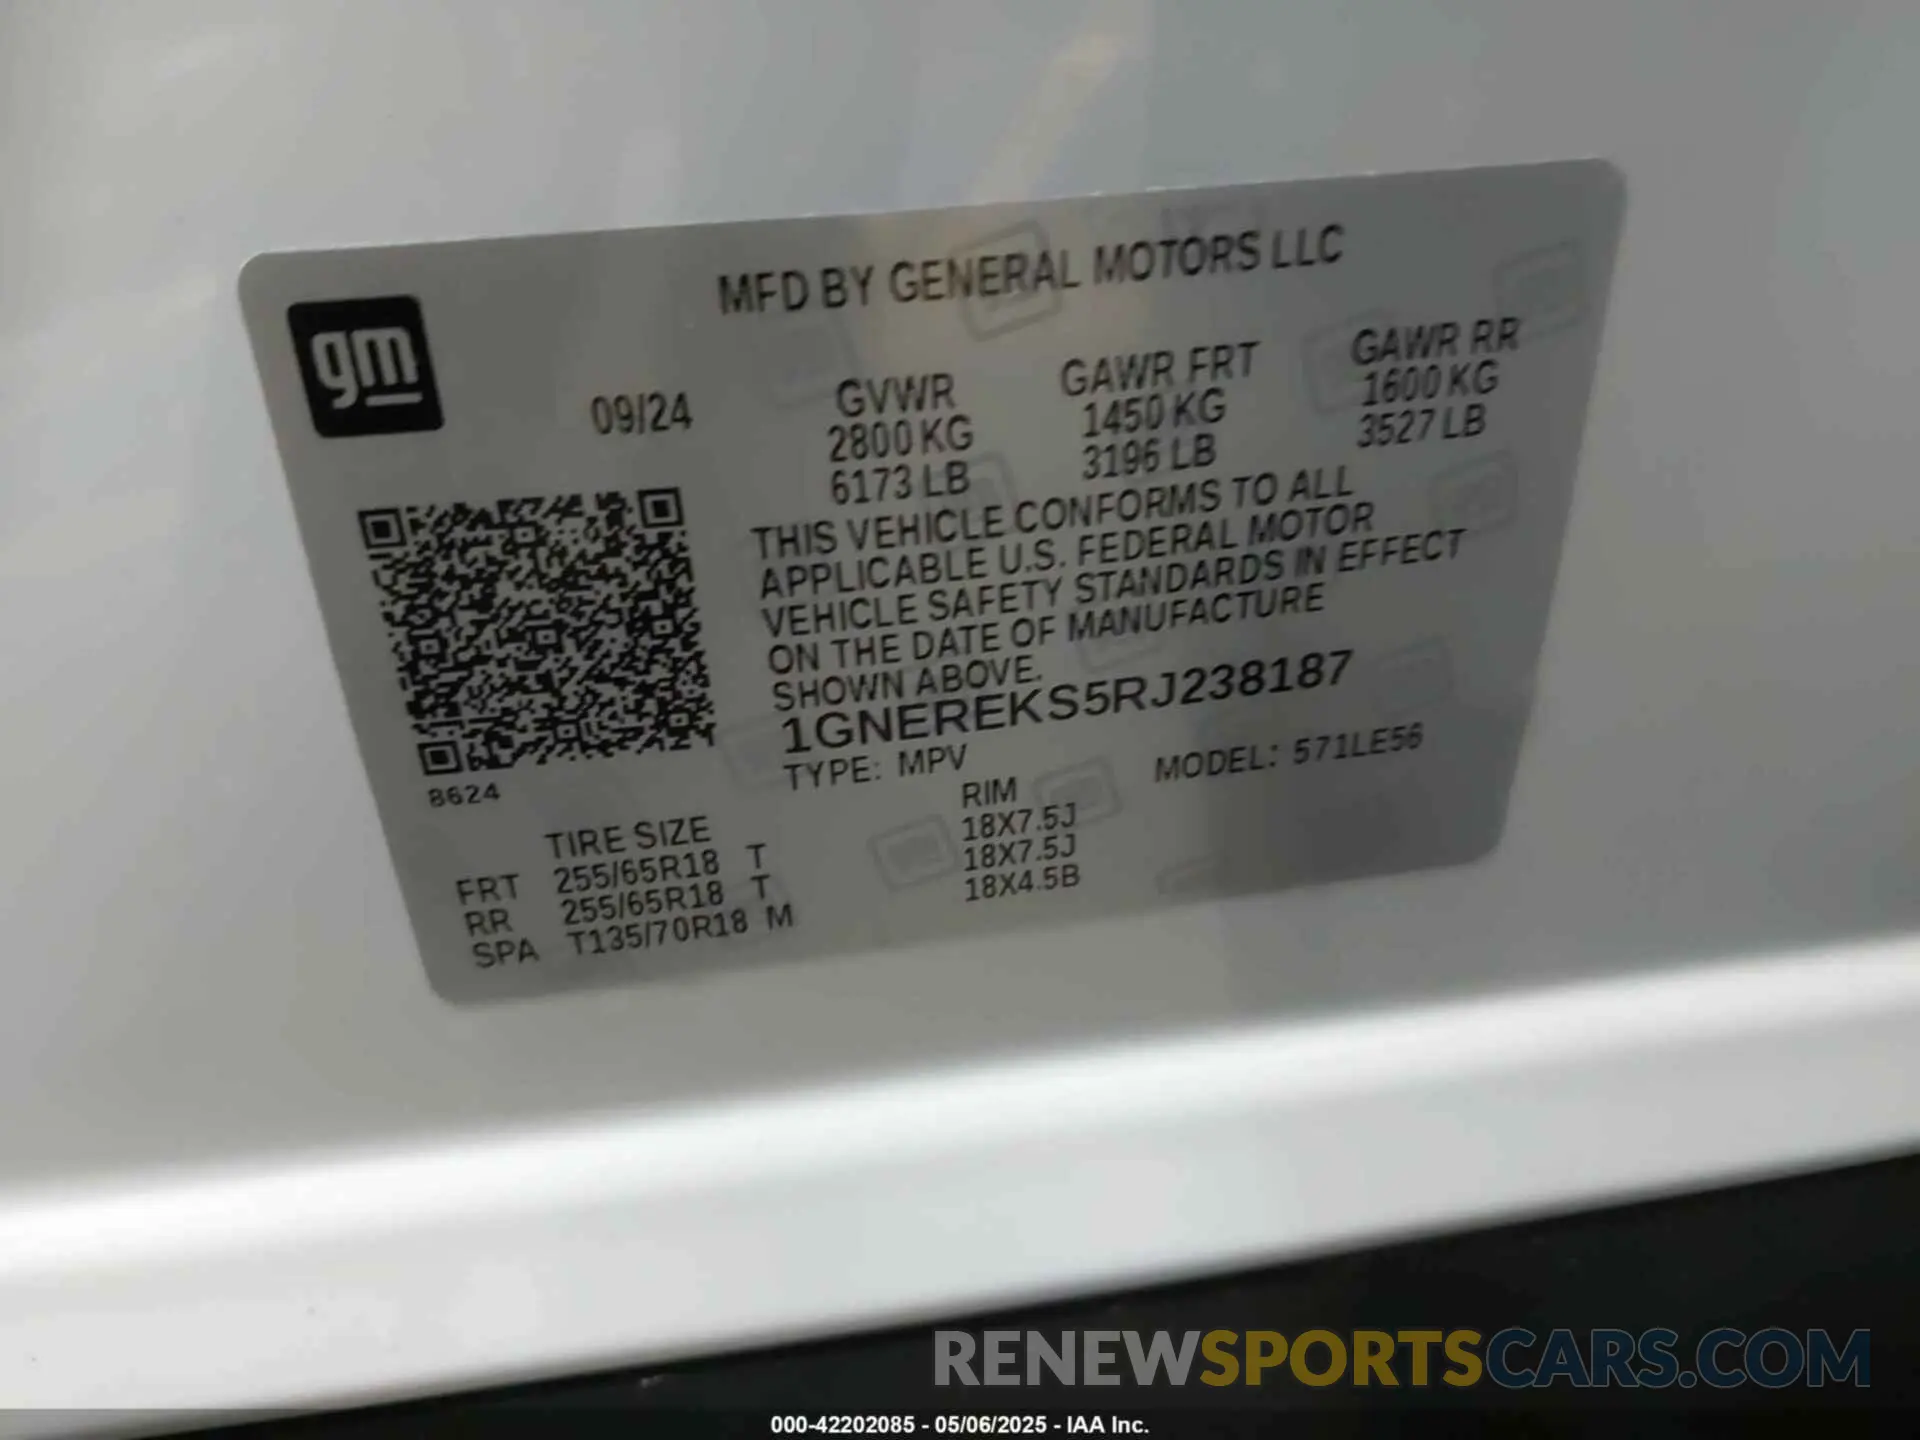 MFD BY GENERAL MOTORS LLC
gm
09/24
GVWR GAWR FRT GAWR RR
2800 KG 1450 KG 1600 KG
6173 LB 3196 LB 3527 LB
THIS VEHICLE CONFORMS TO ALL
APPLICABLE U.S. FEDERAL MOTOR
VEHICLE SAFETY STANDARDS IN EFFECT
ON THE DATE OF MANUFACTURE
SHOWN ABOVE.
1GNEREKS5RJ238187
TYPE: MPV MODEL: 571LE56
8624
TIRE SIZE RIM
FRT 255/65R18 T 18X7.5J
RR 255/65R18 T 18X7.5J
SPA T135/70R18 M 18X4.5B
RENEWSPORTSCARS.COM
000-42202085 - 05/06/2025 - IAA Inc.